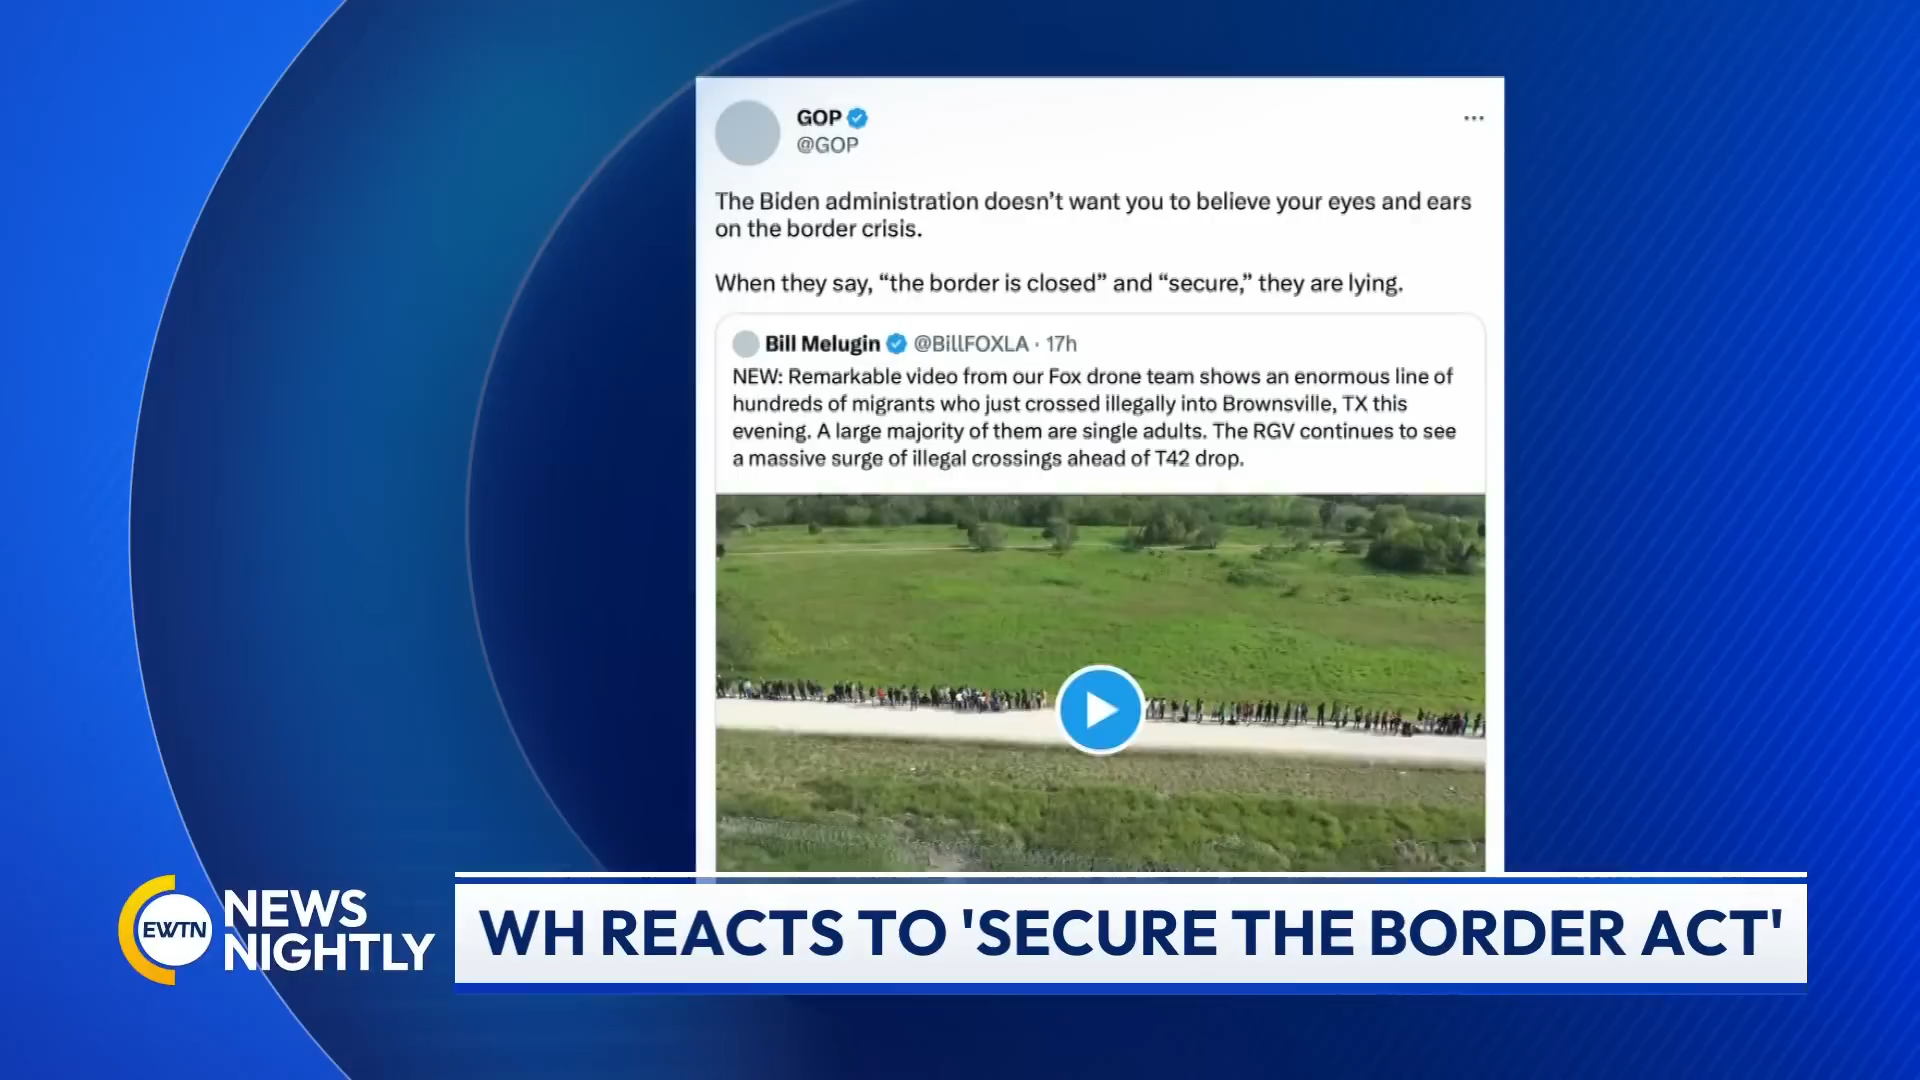 GOP
@GOP
The Biden administration doesn’t want you to believe your eyes and ears
on the border crisis.
When they say, “the border is closed” and “secure,” they are lying.
Bill Melugin @BillFOXLA · 17h
NEW: Remarkable video from our Fox drone team shows an enormous line of
hundreds of migrants who just crossed illegally into Brownsville, TX this
evening. A large majority of them are single adults. The RGV continues to see
a massive surge of illegal crossings ahead of T42 drop.
EWTN
NEWS
NIGHTLY
WH REACTS TO 'SECURE THE BORDER ACT'